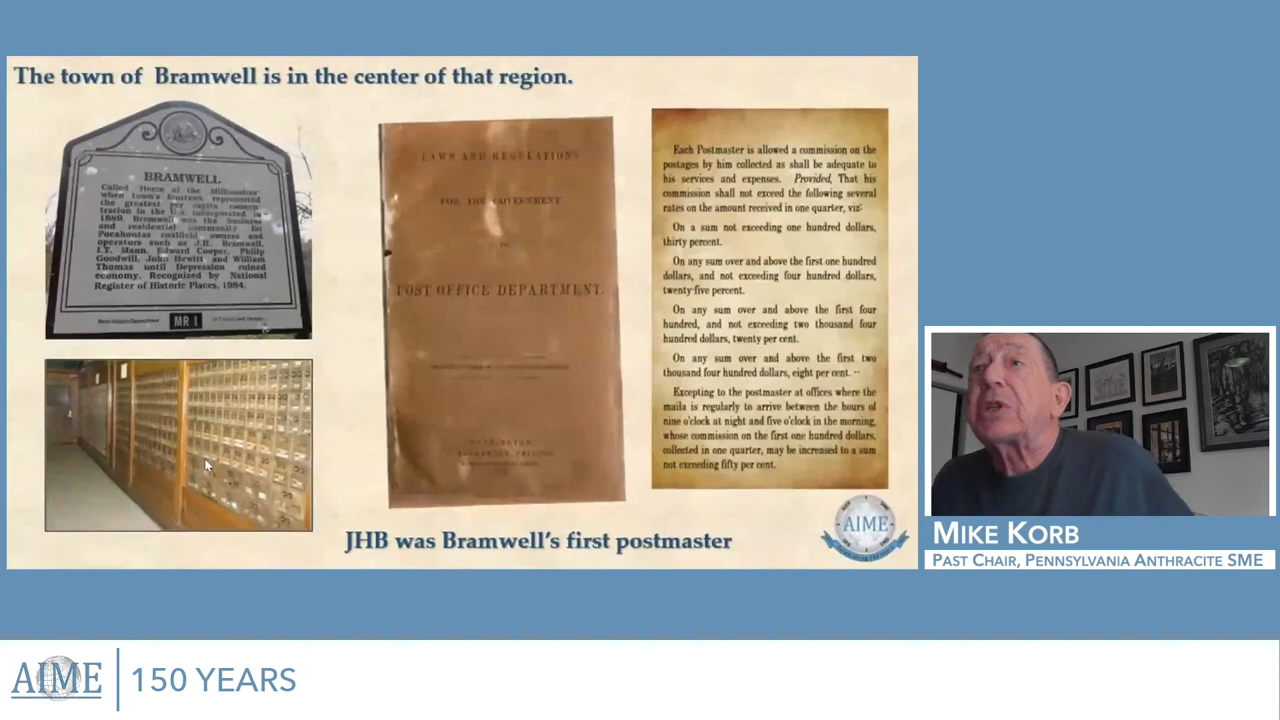 The town of Bramwell is in the center of that region.
BRAMWELL
Called Home of the Millionaires
when town's fourteen represented
the greatest per capita concen-
tration in the U.S. Incorporated in
1889. Bramwell was the business
and residential community for
Pocahontas coalfield owners and
operators such as J.H. Bramwell,
I.T. Mann, Edward Cooper, Philip
Goodwill, John Hewitt and William
Thomas until Depression ruined
economy. Recognized by National
Register of Historic Places, 1984.
MR 1
LAWS AND REGULATIONS
FOR THE GOVERNMENT
POST OFFICE DEPARTMENT.
WASHINGTON:
Each Postmaster is allowed a commission on the
postages by him collected as shall be adequate to
his services and expenses. Provided, That his
commission shall not exceed the following several
rates on the amount received in one quarter, viz:
On a sum not exceeding one hundred dollars,
thirty percent.
On any sum over and above the first one hundred
dollars, and not exceeding four hundred dollars,
twenty-five percent.
On any sum over and above the first four
hundred, and not exceeding two thousand four
hundred dollars, twenty per cent.
On any sum over and above the first two
thousand four hundred dollars, eight per cent. --
Excepting to the postmaster at offices where the
maila is regularly to arrive between the hours of
nine o'clock at night and five o'clock in the morning,
whose commission on the first one hundred dollars,
collected in one quarter, may be increased to a sum
not exceeding fifty per cent.
JHB was Bramwell's first postmaster
AIME
MIKE KORB
PAST CHAIR, PENNSYLVANIA ANTHRACITE SME
AIME
150 YEARS